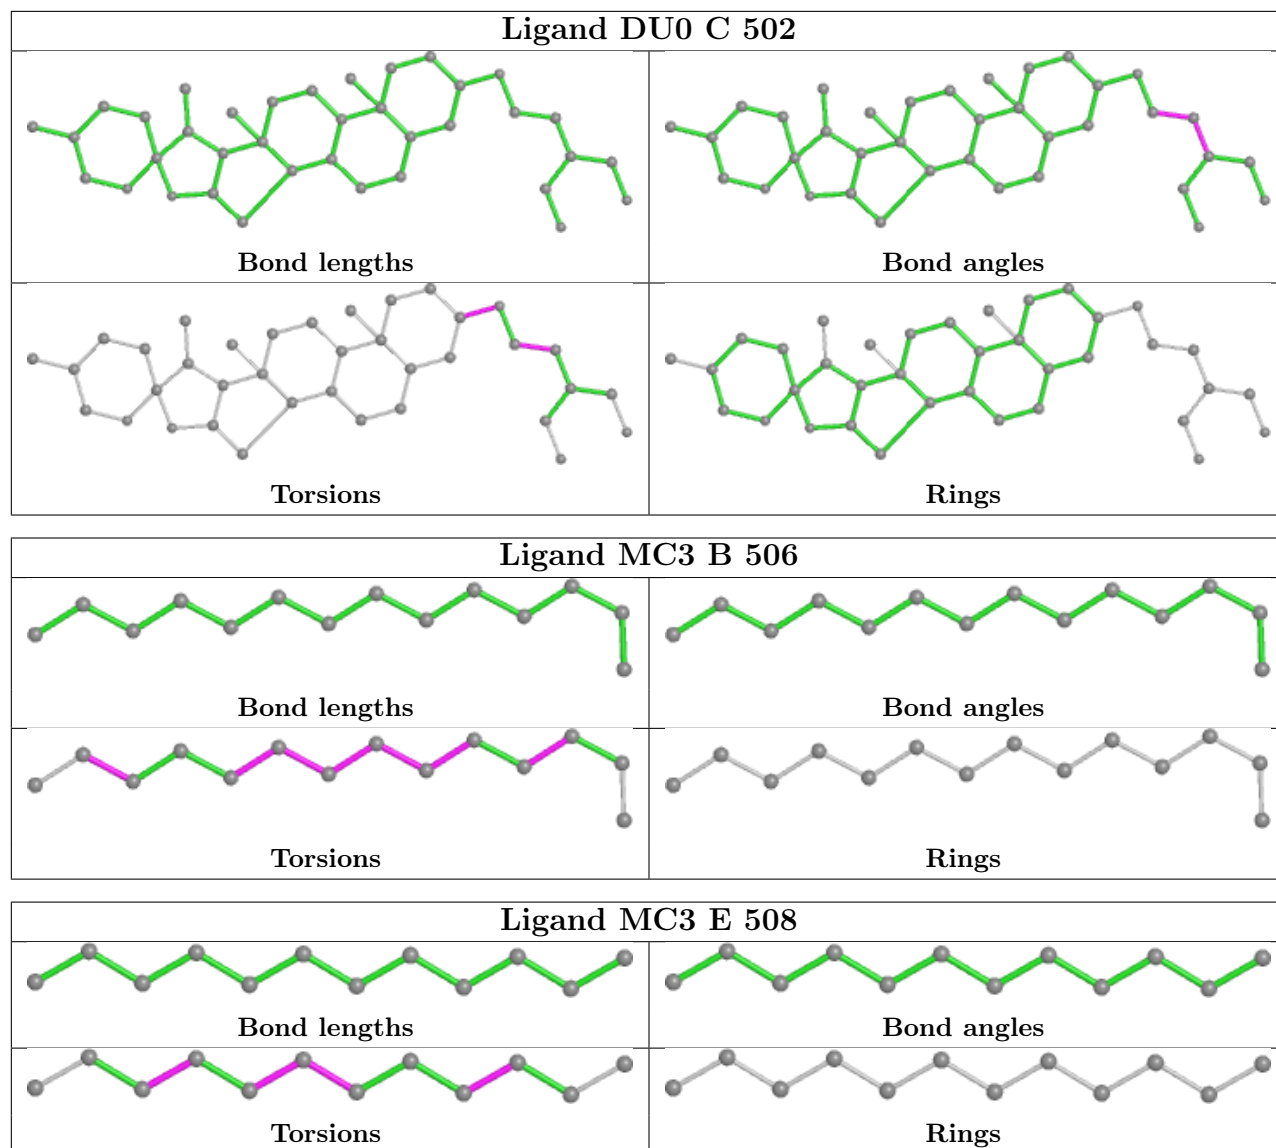 Ligand DU0 C 502
Bond lengths
Bond angles
Torsions
Rings
Ligand MC3 B 506
Bond lengths
Bond angles
Torsions
Rings
Ligand MC3 E 508
Bond lengths
Bond angles
Torsions
Rings